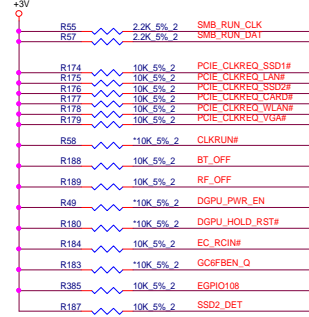 +3V
R55 2.2K_5%_2 SMB_RUN_CLK
R57 2.2K_5%_2 SMB_RUN_DAT
R174 10K_5%_2 PCIE_CLKREQ_SSD1#
R175 10K_5%_2 PCIE_CLKREQ_LAN#
R176 10K_5%_2 PCIE_CLKREQ_SSD2#
R177 10K_5%_2 PCIE_CLKREQ_CARD#
R178 10K_5%_2 PCIE_CLKREQ_WLAN#
R179 10K_5%_2 PCIE_CLKREQ_VGA#
R58 *10K_5%_2 CLKRUN#
R188 10K_5%_2 BT_OFF
R189 10K_5%_2 RF_OFF
R49 *10K_5%_2 DGPU_PWR_EN
R180 *10K_5%_2 DGPU_HOLD_RST#
R184 10K_5%_2 EC_RCIN#
R183 *10K_5%_2 GC6FBEN_Q
R385 10K_5%_2 EGPIO108
R187 10K_5%_2 SSD2_DET